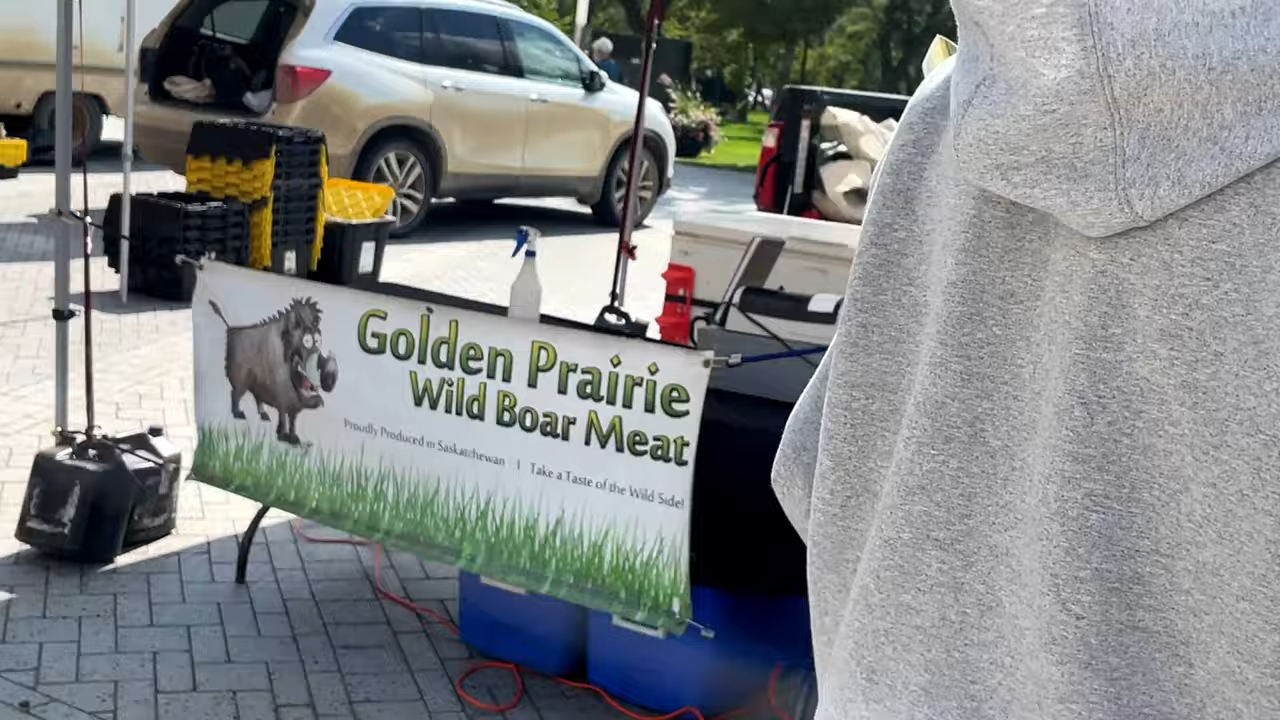 Golden Prairie
Wild Boar Meat
Proudly Produced in Saskatchewan | Take a Taste of the Wild Side!